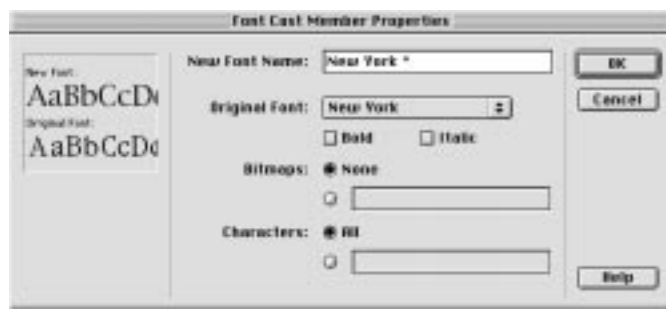 Font Cast Member Properties
New Font:
AaBbCcDd
Original Font:
AaBbCcDd
New Font Name: New York *
Original Font: New York
Bold Italic
Bitmaps: None
Characters: All
OK
Cancel
Help